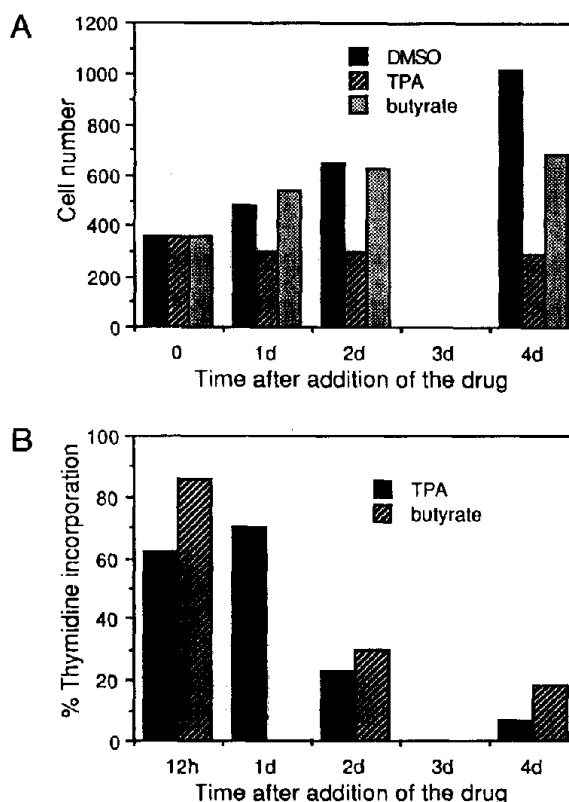 A
1200
1000
800
600
400
200
0
Cell number
DMSO
TPA
butyrate
0 1d 2d 3d 4d
Time after addition of the drug
B
100
80
60
40
20
0
% Thymidine incorporation
TPA
butyrate
12h 1d 2d 3d 4d
Time after addition of the drug